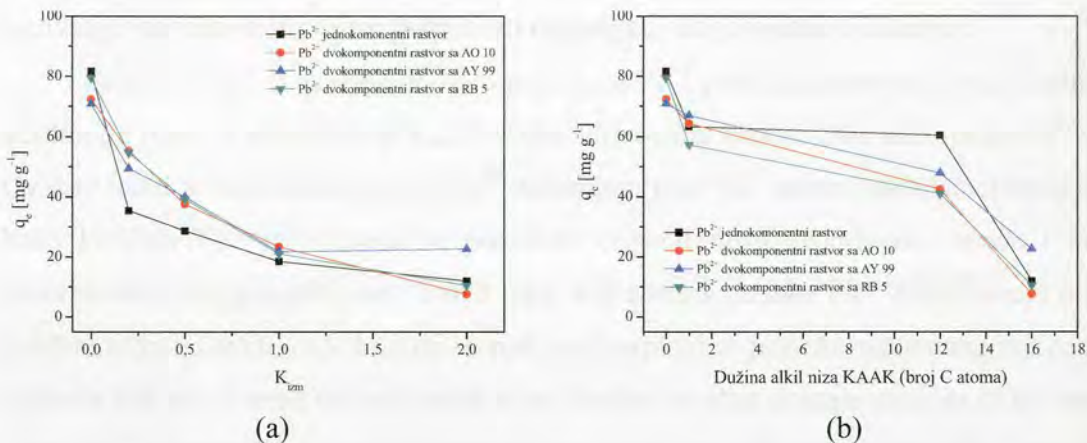 100
80
60
40
20
0
qe [mg g-1]
Pb2+ jednokomonentni rastvor
Pb2+ dvokomponentni rastvor sa AO 10
Pb2+ dvokomponentni rastvor sa AY 99
Pb2+ dvokomponentni rastvor sa RB 5
0,0 0,5 1,0 1,5 2,0
Kizm
(a)
100
80
60
40
20
0
qe [mg g-1]
Pb2+ jednokomonentni rastvor
Pb2+ dvokomponentni rastvor sa AO 10
Pb2+ dvokomponentni rastvor sa AY 99
Pb2+ dvokomponentni rastvor sa RB 5
0 2 4 6 8 10 12 14 16 18
Dužina alkil niza KAAK (broj C atoma)
(b)